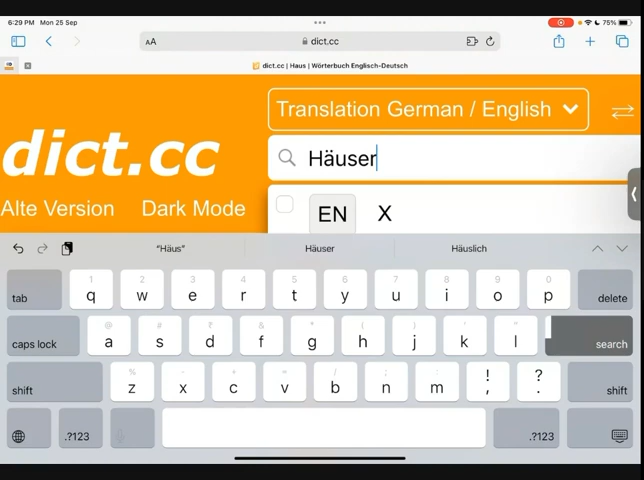 6:29 PM Mon 25 Sep
75%
AA
dict.cc
dict.cc | Haus | Wörterbuch Englisch-Deutsch
Translation German / English
dict.cc
Häuser
Alte Version Dark Mode
EN X
"Häus" Häuser Häuslich
1 2 3 4 5 6 7 8 9 0
tab q w e r t y u i o p delete
caps lock a s d f g h j k l search
shift z x c v b n m ! , ? . shift
.?123 .?123